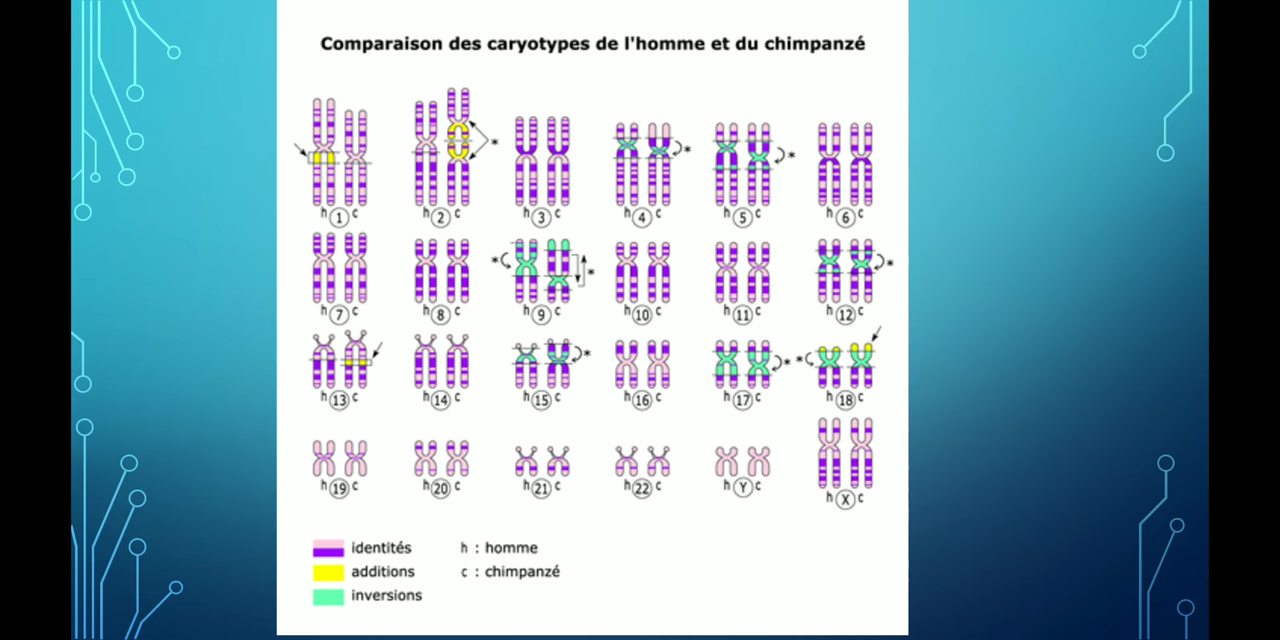 Comparaison des caryotypes de l'homme et du chimpanzé
*
*
*
h 1 c
h 2 c
h 3 c
h 4 c
h 5 c
h 6 c
* * *
h 7 c
h 8 c
h 9 c
h 10 c
h 11 c
h 12 c
* * *
h 13 c
h 14 c
h 15 c
h 16 c
h 17 c
h 18 c
h 19 c
h 20 c
h 21 c
h 22 c
h Y c
h X c
identités
h : homme
additions
c : chimpanzé
inversions